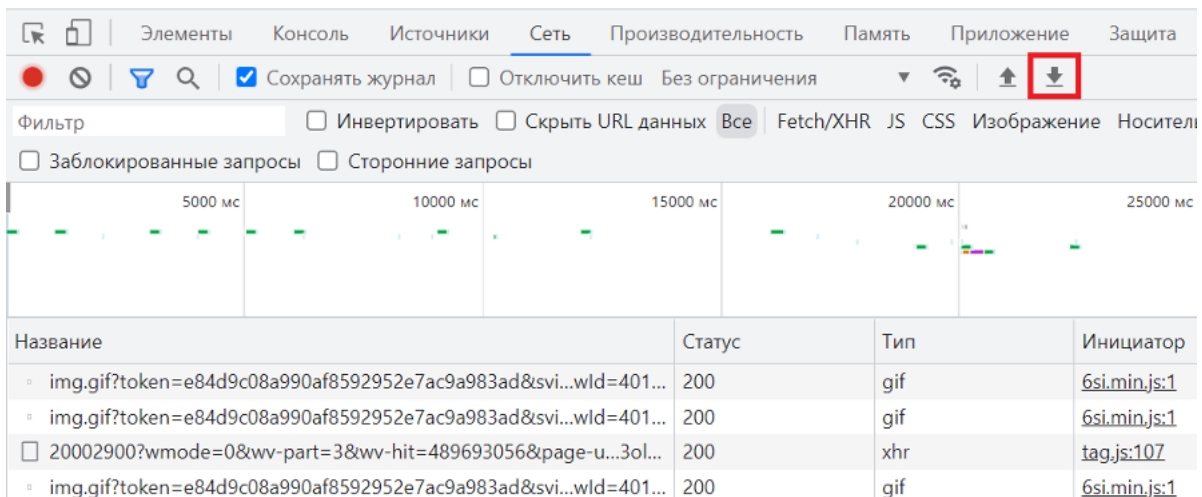 Элементы Консоль Источники Сеть Производительность Память Приложение Защита
Сохранять журнал Отключить кеш Без ограничения
Фильтр Инвертировать Скрыть URL данных Все Fetch/XHR JS CSS Изображение Носитель
Заблокированные запросы Сторонние запросы
5000 мс 10000 мс 15000 мс 20000 мс 25000 мс
Название Статус Тип Инициатор
img.gif?token=e84d9c08a990af8592952e7ac9a983ad&svi...wId=401... 200 gif 6si.min.js:1
img.gif?token=e84d9c08a990af8592952e7ac9a983ad&svi...wId=401... 200 gif 6si.min.js:1
20002900?wmode=0&wv-part=3&wv-hit=489693056&page-u...3ol... 200 xhr tag.js:107
img.gif?token=e84d9c08a990af8592952e7ac9a983ad&svi...wId=401... 200 gif 6si.min.js:1